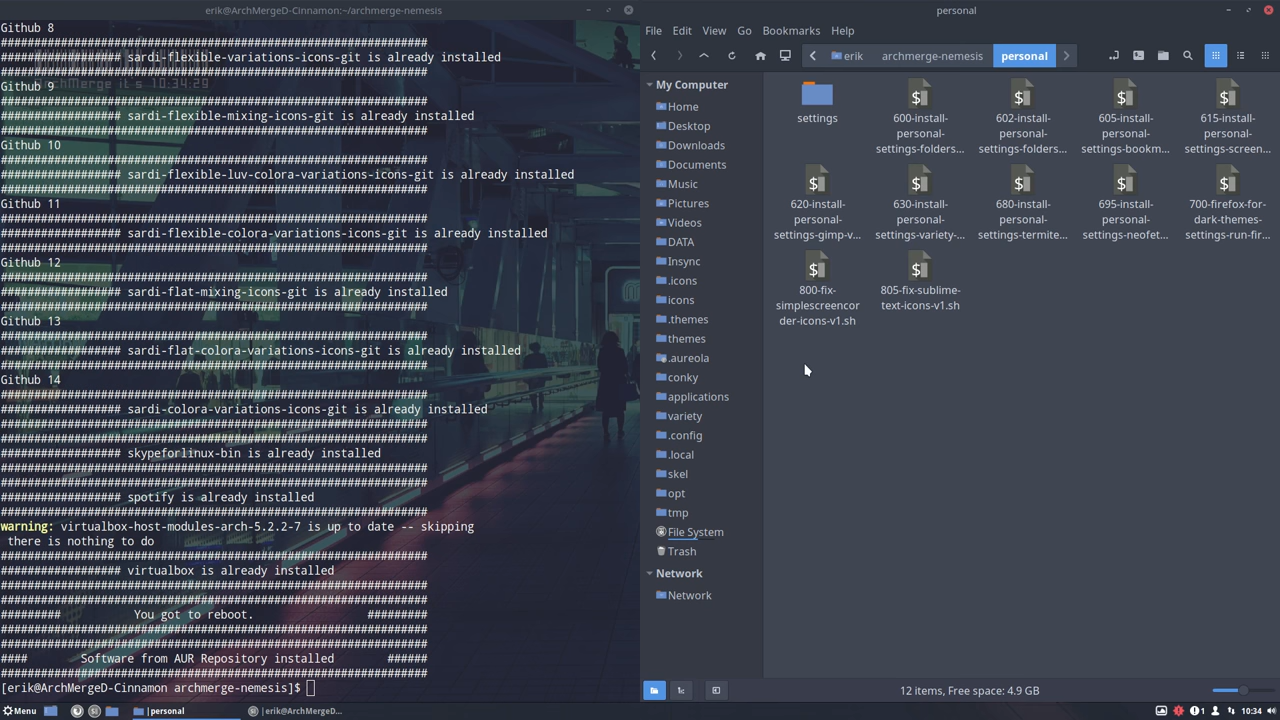 erik@ArchMergeD-Cinnamon:~/archmerge-nemesis
Github 8
################################################################
################## sardi-flexible-variations-icons-git is already installed
################################################################
Github 9
ArchMerge it s 10:34:29
################################################################
################## sardi-flexible-mixing-icons-git is already installed
################################################################
Github 10
################################################################
################## sardi-flexible-luv-colora-variations-icons-git is already installed
################################################################
Github 11
################################################################
################## sardi-flexible-colora-variations-icons-git is already installed
################################################################
Github 12
################################################################
################## sardi-flat-mixing-icons-git is already installed
################################################################
Github 13
################################################################
################## sardi-flat-colora-variations-icons-git is already installed
################################################################
Github 14
################################################################
################## sardi-colora-variations-icons-git is already installed
################################################################
################################################################
################## skypeforlinux-bin is already installed
################################################################
################################################################
################## spotify is already installed
################################################################
warning: virtualbox-host-modules-arch-5.2.2-7 is up to date -- skipping
there is nothing to do
################################################################
################## virtualbox is already installed
################################################################
################################################################
######### You got to reboot. #########
################################################################
################################################################
#### Software from AUR Repository installed ######
################################################################
[erik@ArchMergeD-Cinnamon archmerge-nemesis]$
personal
File Edit View Go Bookmarks Help
erik archmerge-nemesis personal
My Computer
Home
Desktop
Downloads
Documents
Music
Pictures
Videos
DATA
Insync
.icons
icons
.themes
themes
.aureola
conky
applications
variety
.config
.local
skel
opt
tmp
File System
Trash
Network
Network
settings
600-install-
personal-
settings-folders...
602-install-
personal-
settings-folders...
605-install-
personal-
settings-bookm...
615-install-
personal-
settings-screen...
620-install-
personal-
settings-gimp-v...
630-install-
personal-
settings-variety-...
680-install-
personal-
settings-termite...
695-install-
personal-
settings-neofet...
700-firefox-for-
dark-themes-
settings-run-fir...
800-fix-
simplescreencor
der-icons-v1.sh
805-fix-sublime-
text-icons-v1.sh
12 items, Free space: 4.9 GB
Menu
|personal
|erik@ArchMergeD...
1
10:34